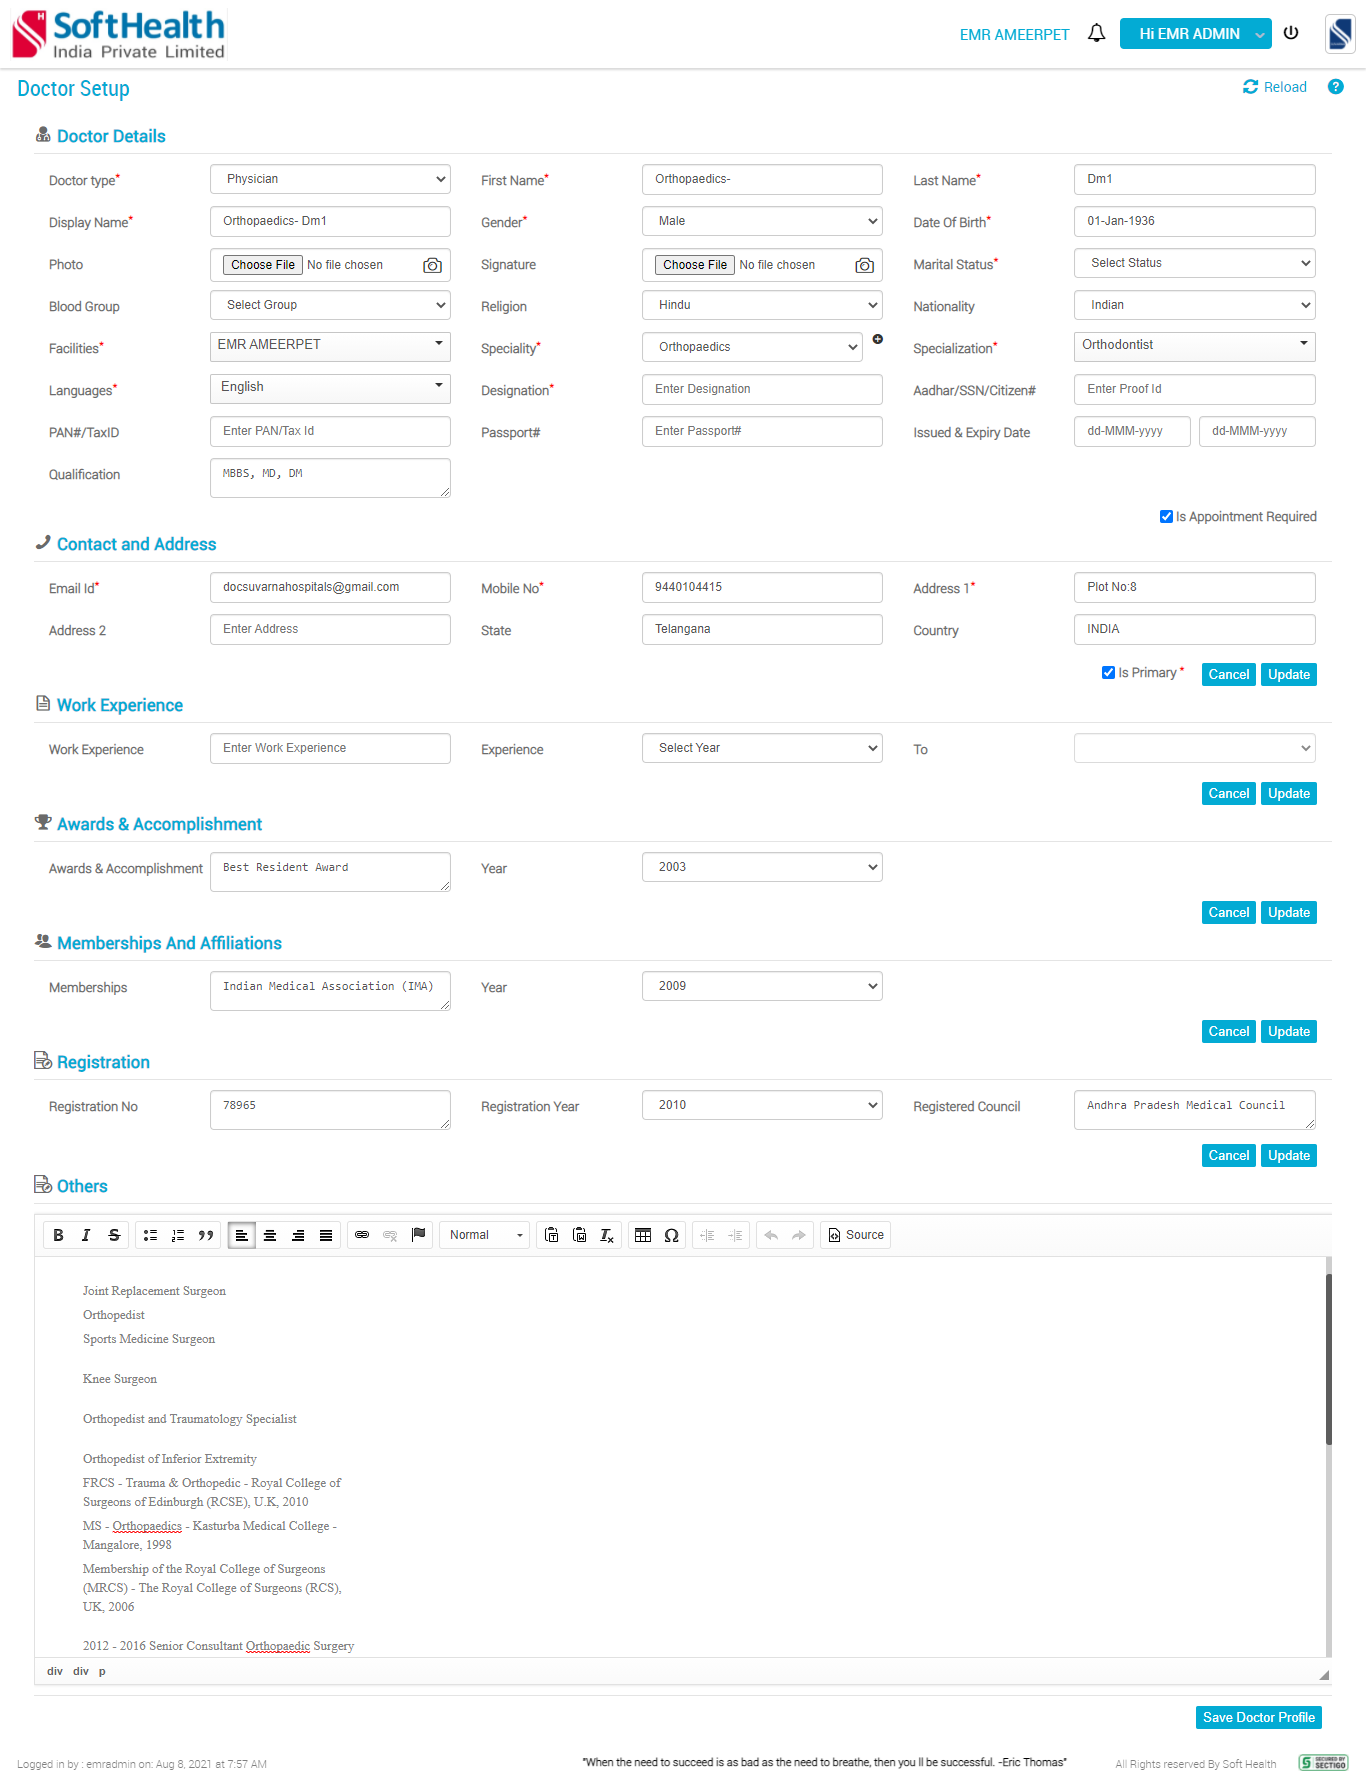 SoftHealth
India Private Limited
EMR AMEERPET
Hi EMR ADMIN
Doctor Setup
Reload
Doctor Details
Doctor type* Physician First Name* Orthopaedics- Last Name* Dm1
Display Name* Orthopaedics- Dm1 Gender* Male Date Of Birth* 01-Jan-1936
Photo Choose File No file chosen Signature Choose File No file chosen Marital Status* Select Status
Blood Group Select Group Religion Hindu Nationality Indian
Facilities* EMR AMEERPET Speciality* Orthopaedics Specialization* Orthodontist
Languages* English Designation* Enter Designation Aadhar/SSN/Citizen# Enter Proof Id
PAN#/TaxID Enter PAN/Tax Id Passport# Enter Passport# Issued & Expiry Date dd-MMM-yyyy dd-MMM-yyyy
Qualification MBBS, MD, DM
Is Appointment Required
Contact and Address
Email Id* docsuvarnahospitals@gmail.com Mobile No* 9440104415 Address 1* Plot No:8
Address 2 Enter Address State Telangana Country INDIA
Is Primary * Cancel Update
Work Experience
Work Experience Enter Work Experience Experience Select Year To
Cancel Update
Awards & Accomplishment
Awards & Accomplishment Best Resident Award Year 2003
Cancel Update
Memberships And Affiliations
Memberships Indian Medical Association (IMA) Year 2009
Cancel Update
Registration
Registration No 78965 Registration Year 2010 Registered Council Andhra Pradesh Medical Council
Cancel Update
Others
B I S Normal Source
Joint Replacement Surgeon
Orthopedist
Sports Medicine Surgeon
Knee Surgeon
Orthopedist and Traumatology Specialist
Orthopedist of Inferior Extremity
FRCS - Trauma & Orthopedic - Royal College of
Surgeons of Edinburgh (RCSE), U.K, 2010
MS - Orthopaedics - Kasturba Medical College -
Mangalore, 1998
Membership of the Royal College of Surgeons
(MRCS) - The Royal College of Surgeons (RCS),
UK, 2006
2012 - 2016 Senior Consultant Orthopaedic Surgery
div div p
Save Doctor Profile
Logged in by : emradmin on: Aug 8, 2021 at 7:57 AM
"When the need to succeed is as bad as the need to breathe, then you ll be successful. -Eric Thomas"
All Rights reserved By Soft Health
S SECURED BY SECTIGO